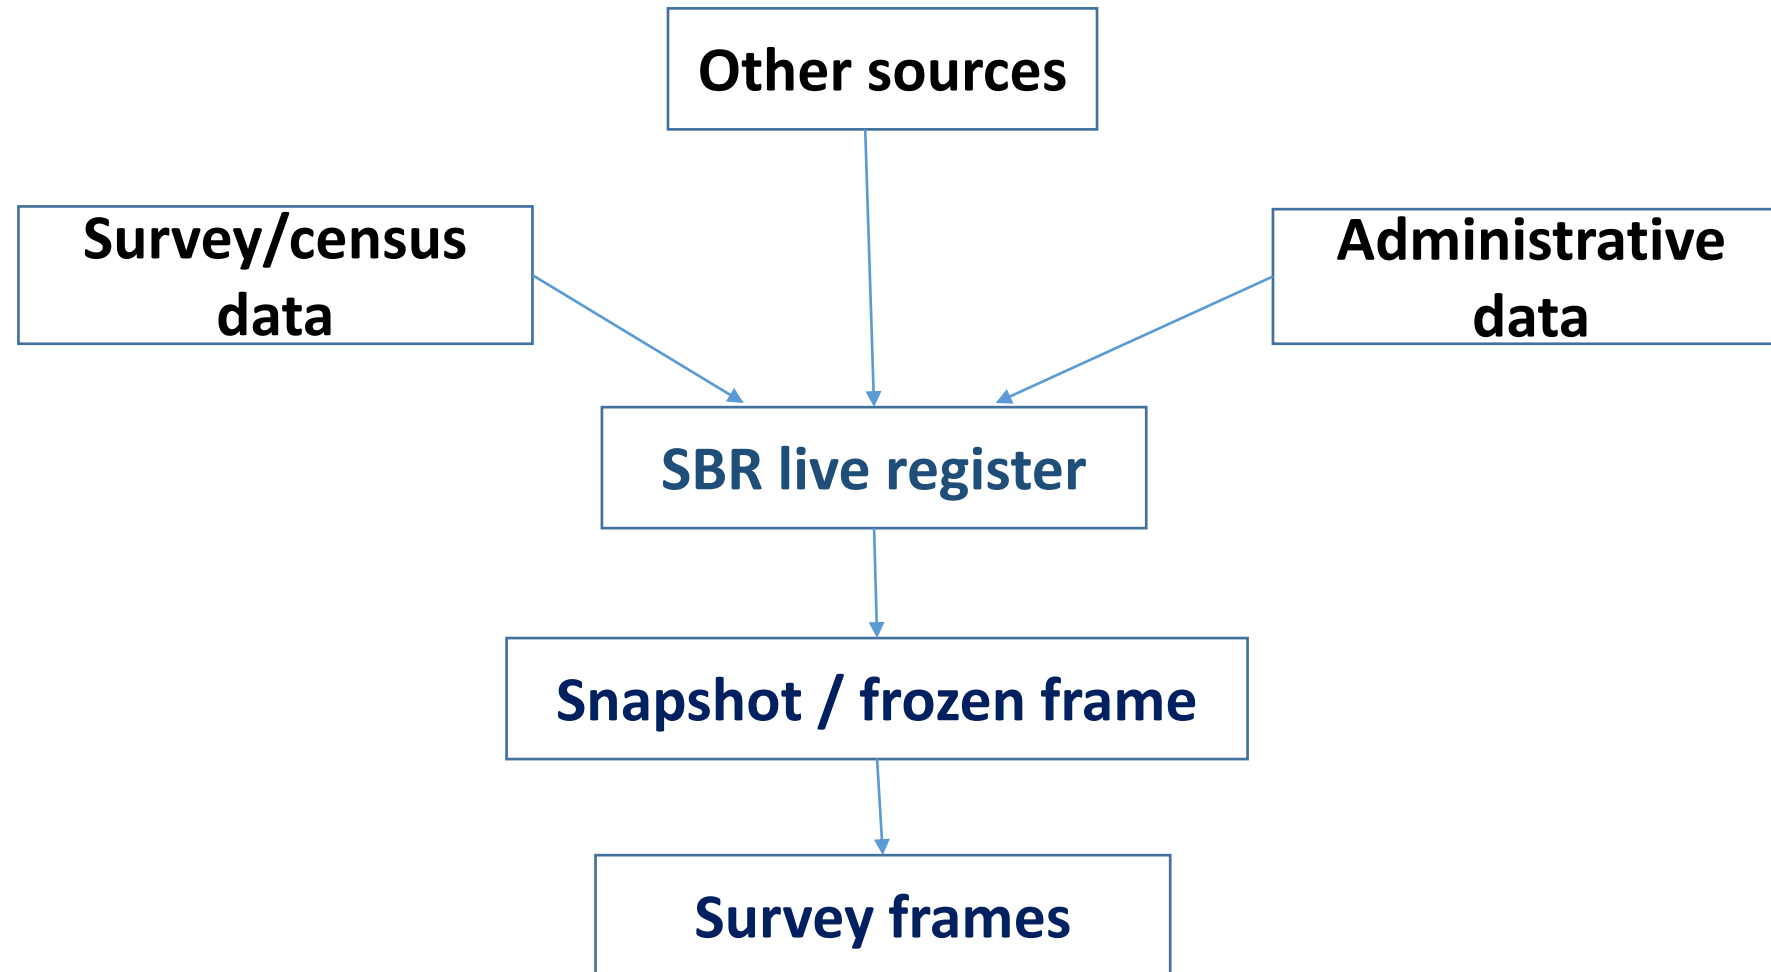 Other sources
Survey/census
data
Administrative
data
SBR live register
Snapshot / frozen frame
Survey frames